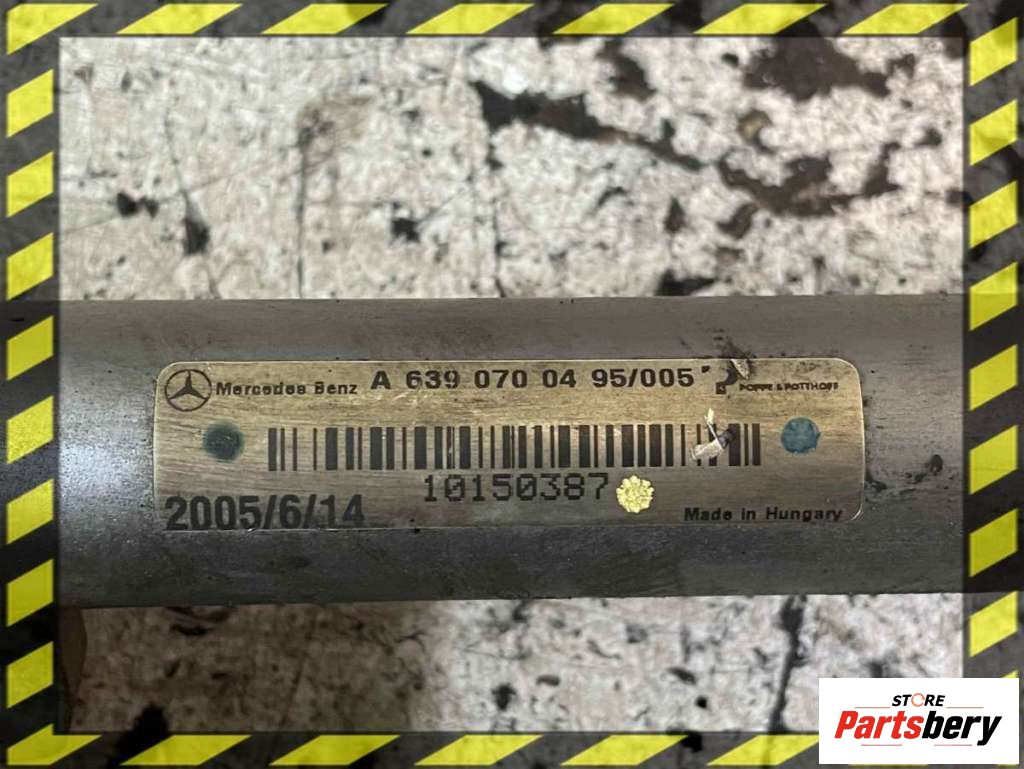 Mercedes Benz A 639 070 04 95/005 POPPE & POTTHOFF
10150387
2005/6/14 Made in Hungary
STORE
Partsbery